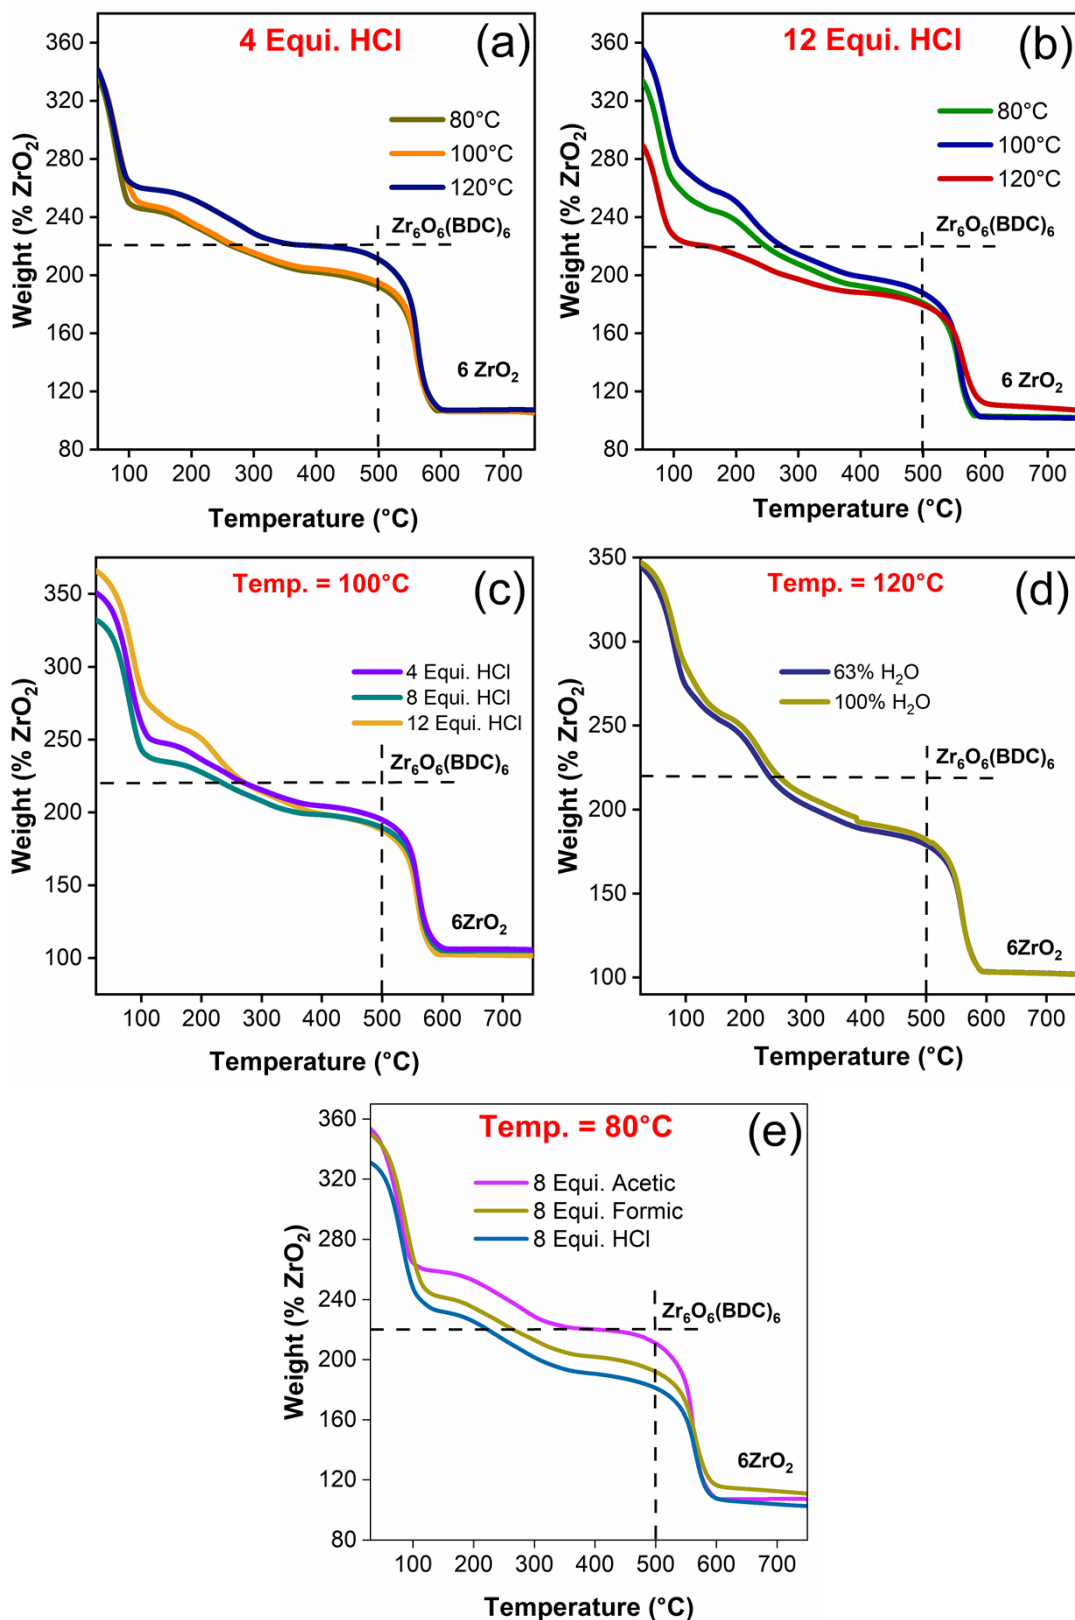 4 Equi. HCl
(a)
80°C
100°C
120°C
Zr₆O₆(BDC)₆
6 ZrO₂
360
320
280
240
200
160
120
80
100 200 300 400 500 600 700
Weight (% ZrO₂)
Temperature (°C)
12 Equi. HCl
(b)
80°C
100°C
120°C
Zr₆O₆(BDC)₆
6 ZrO₂
360
320
280
240
200
160
120
80
100 200 300 400 500 600 700
Weight (% ZrO₂)
Temperature (°C)
Temp. = 100°C
(c)
4 Equi. HCl
8 Equi. HCl
12 Equi. HCl
Zr₆O₆(BDC)₆
6ZrO₂
350
300
250
200
150
100
100 200 300 400 500 600 700
Weight (% ZrO₂)
Temperature (°C)
Temp. = 120°C
(d)
63% H₂O
100% H₂O
Zr₆O₆(BDC)₆
6ZrO₂
350
300
250
200
150
100
100 200 300 400 500 600 700
Weight (% ZrO₂)
Temperature (°C)
Temp. = 80°C
(e)
8 Equi. Acetic
8 Equi. Formic
8 Equi. HCl
Zr₆O₆(BDC)₆
6ZrO₂
360
320
280
240
200
160
120
80
100 200 300 400 500 600 700
Weight (% ZrO₂)
Temperature (°C)